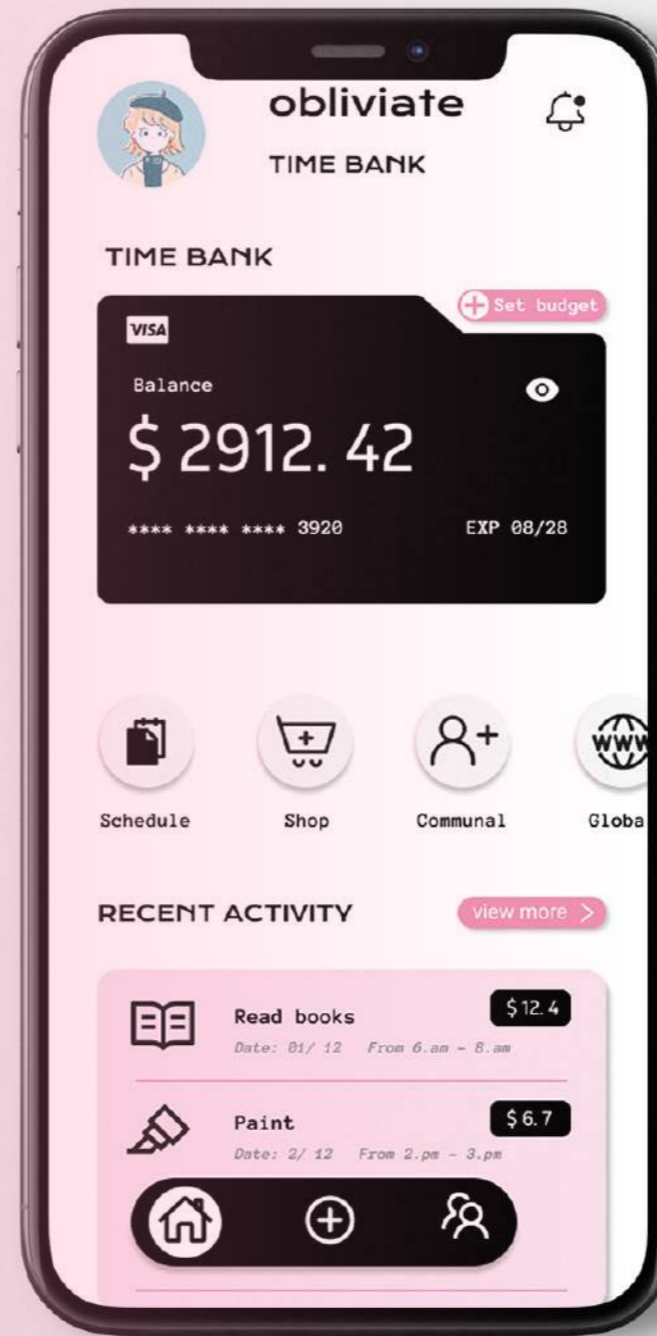 obliviate
TIME BANK
TIME BANK
Set budget
VISA
Balance
$ 2912. 42
**** **** **** 3920 EXP 08/28
www
Schedule Shop Communal Globa
RECENT ACTIVITY view more >
Read books $ 12. 4
Date: 01/ 12 From 6.am - 8.am
Paint $ 6. 7
Date: 2/ 12 From 2.pm - 3.pm